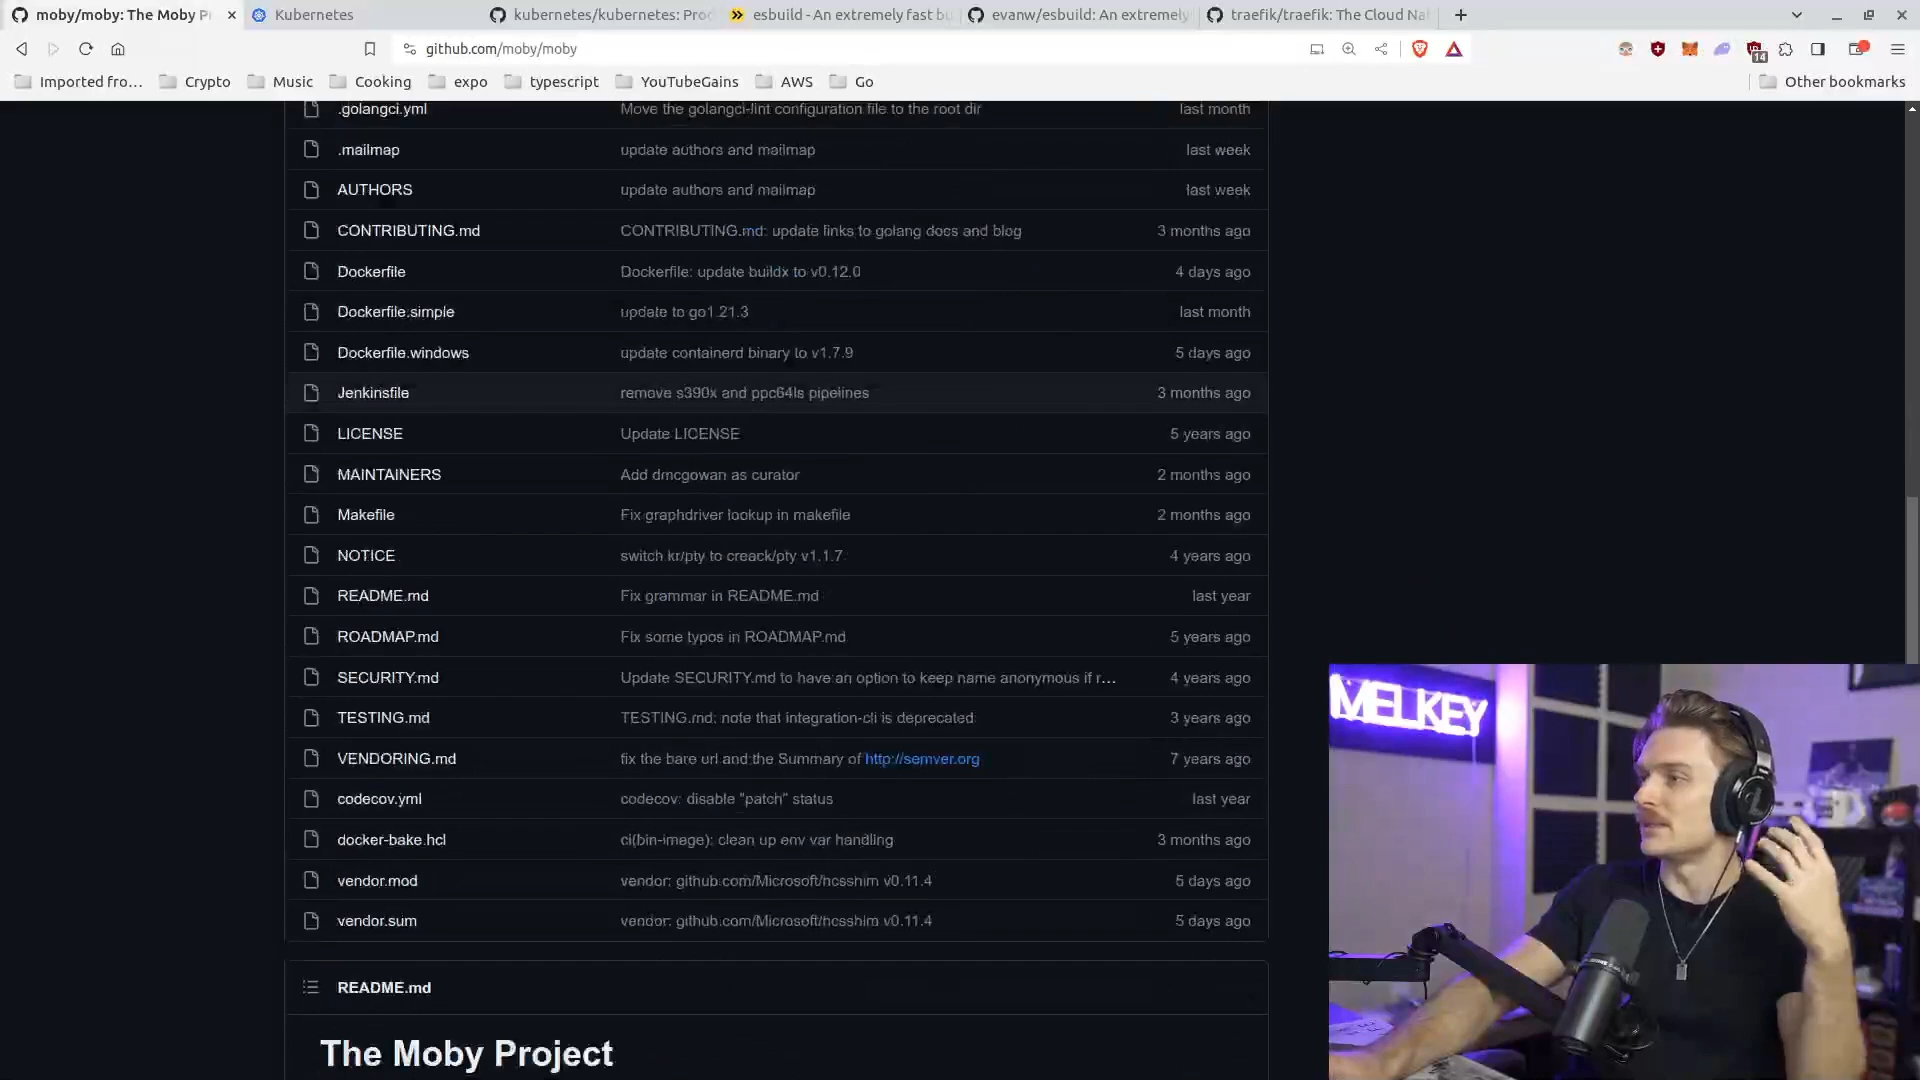 moby/moby: The Moby P
Kubernetes
kubernetes/kubernetes: Prod
esbuild - An extremely fast bu
evanw/esbuild: An extremely
traefik/traefik: The Cloud Na
github.com/moby/moby
14
Imported fro...
Crypto
Music
Cooking
expo
typescript
YouTubeGains
AWS
Go
Other bookmarks
.golangci.yml Move the golangci-lint configuration file to the root dir last month
.mailmap update authors and mailmap last week
AUTHORS update authors and mailmap last week
CONTRIBUTING.md CONTRIBUTING.md: update links to golang docs and blog 3 months ago
Dockerfile Dockerfile: update buildx to v0.12.0 4 days ago
Dockerfile.simple update to go1.21.3 last month
Dockerfile.windows update containerd binary to v1.7.9 5 days ago
Jenkinsfile remove s390x and ppc64ls pipelines 3 months ago
LICENSE Update LICENSE 5 years ago
MAINTAINERS Add dmcgowan as curator 2 months ago
Makefile Fix graphdriver lookup in makefile 2 months ago
NOTICE switch kr/pty to creack/pty v1.1.7 4 years ago
README.md Fix grammar in README.md last year
ROADMAP.md Fix some typos in ROADMAP.md 5 years ago
SECURITY.md Update SECURITY.md to have an option to keep name anonymous if r... 4 years ago
TESTING.md TESTING.md: note that integration-cli is deprecated 3 years ago
VENDORING.md fix the bare url and the Summary of http://semver.org 7 years ago
codecov.yml codecov: disable "patch" status last year
docker-bake.hcl ci(bin-image): clean up env var handling 3 months ago
vendor.mod vendor: github.com/Microsoft/hcsshim v0.11.4 5 days ago
vendor.sum vendor: github.com/Microsoft/hcsshim v0.11.4 5 days ago
README.md
The Moby Project
MELKEY